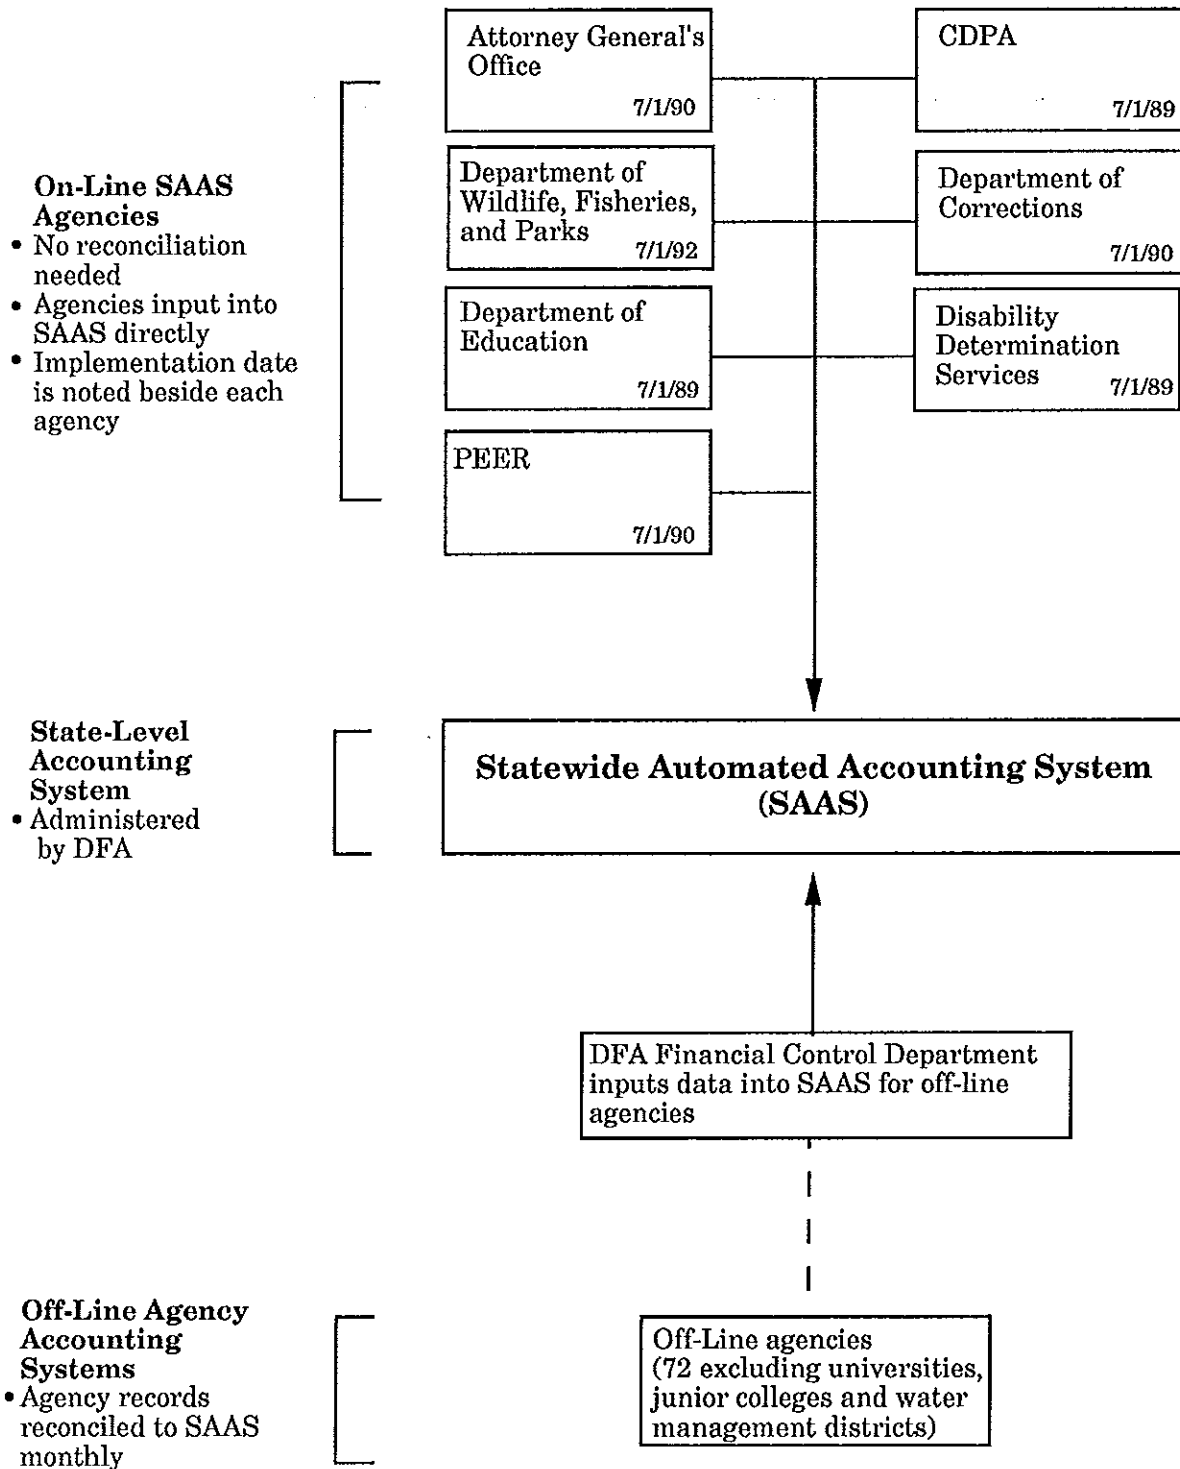 Attorney General's
Office
7/1/90
CDPA
7/1/89
On-Line SAAS
Agencies
• No reconciliation
needed
• Agencies input into
SAAS directly
• Implementation date
is noted beside each
agency
Department of
Wildlife, Fisheries,
and Parks
7/1/92
Department of
Corrections
7/1/90
Department of
Education
7/1/89
Disability
Determination
Services
7/1/89
PEER
7/1/90
State-Level
Accounting
System
• Administered
by DFA
Statewide Automated Accounting System
(SAAS)
DFA Financial Control Department
inputs data into SAAS for off-line
agencies
Off-Line Agency
Accounting
Systems
• Agency records
reconciled to SAAS
monthly
Off-Line agencies
(72 excluding universities,
junior colleges and water
management districts)